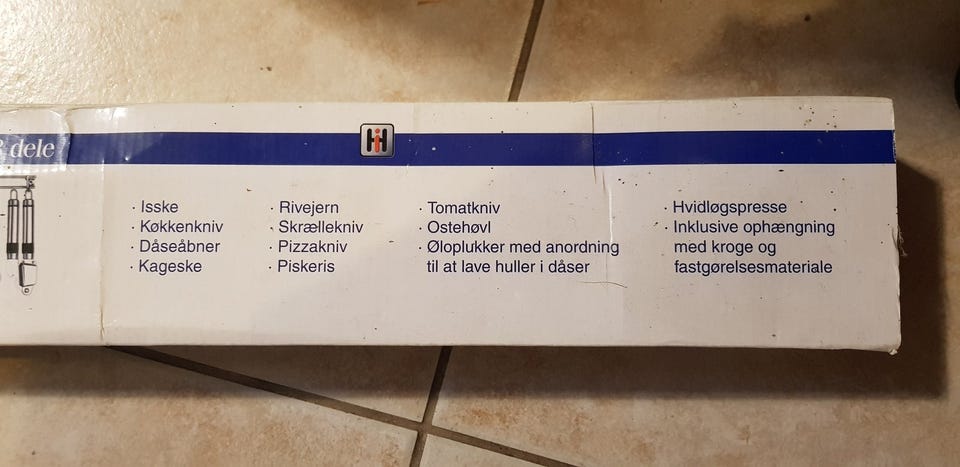 dele
· Isske
· Køkkenkniv
· Dåseåbner
· Kageske
· Rivejern
· Skrællekniv
· Pizzakniv
· Piskeris
· Tomatkniv
· Ostehøvl
· Øloplukker med anordning
til at lave huller i dåser
· Hvidløgspresse
· Inklusive ophængning
med kroge og
fastgørelsesmateriale